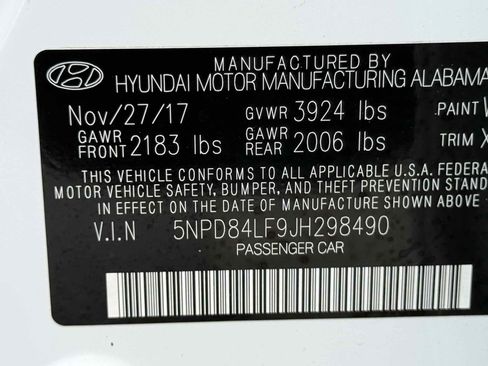 MANUFACTURED BY
HYUNDAI MOTOR MANUFACTURING ALABAMA
Nov/27/17 GVWR 3924 lbs PAINT
GAWR FRONT 2183 lbs GAWR REAR 2006 lbs TRIM X
THIS VEHICLE CONFORMS TO ALL APPLICABLE U.S.A. FEDERA
MOTOR VEHICLE SAFETY, BUMPER, AND THEFT PREVENTION STAND
IN EFFECT ON THE DATE OF MANUFACTURE SHOWN ABOVE.
V.I.N 5NPD84LF9JH298490
PASSENGER CAR